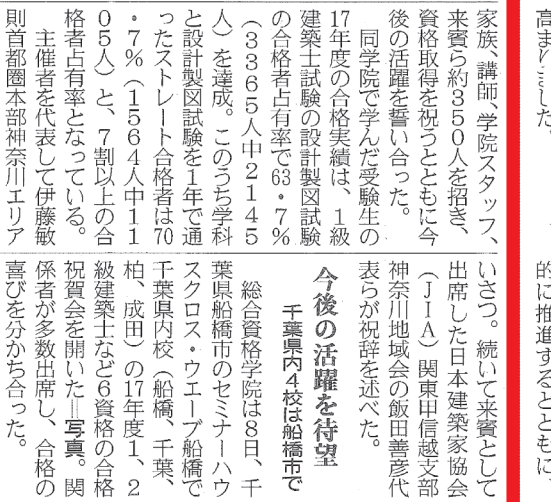 高まりました。
的に推進するとともに、
家族、講師、学院スタッフ、
来賓ら約350人を招き、
資格取得を祝うとともに今
後の活躍を誓い合った。
同学院で学んだ受験生の
17年度の合格実績は、1級
建築士試験の設計製図試験
の合格者占有率で63・7%
(3365人中2145
人)を達成。このうち学科
と設計製図試験を1年で通
ったストレート合格者は70
・7%(1564人中11
05人)と、7割以上の合
格者占有率となっている。
主催者を代表して伊藤敏
則首都圏本部神奈川エリア
いさつ。続いて来賓として
出席した日本建築家協会
(JIA)関東甲信越支部
神奈川地域会の飯田善彦代
表らが祝辞を述べた。
今後の活躍を待望
千葉県内4校は船橋市で
総合資格学院は8日、千
葉県船橋市のセミナーハウ
スクロス・ウエーブ船橋で
千葉県内校(船橋、千葉、
柏、成田)の17年度1、2
級建築士など6資格の合格
祝賀会を開いた=写真。関
係者が多数出席し、合格の
喜びを分かち合った。